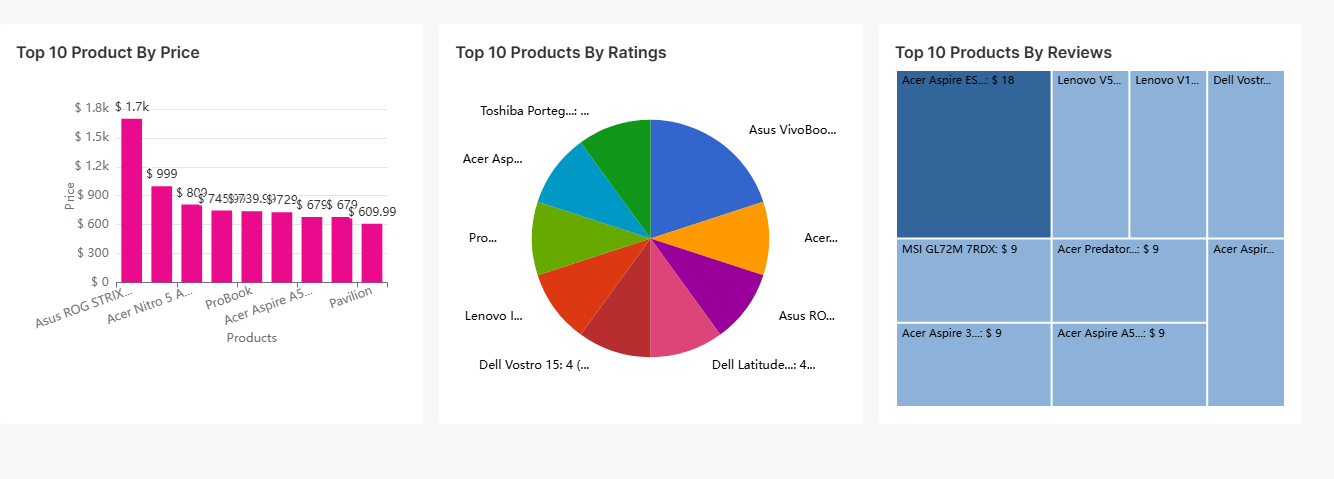 Top 10 Product By Price
$ 1.8k
$ 1.5k
$ 1.2k
$ 900
$ 600
$ 300
$ 0
Price
$ 1.7k
$ 999
$ 809
$ 745.99
$ 739.99
$ 729
$ 679
$ 679
$ 609.99
Asus ROG STRIX...
Acer Nitro 5 A...
ProBook
Acer Aspire A5...
Pavilion
Products
Top 10 Products By Ratings
Toshiba Porteg...: ...
Asus VivoBoo...
Acer Asp...
Pro...
Acer...
Lenovo I...
Asus RO...
Dell Vostro 15: 4 (...
Dell Latitude...: 4...
Top 10 Products By Reviews
Acer Aspire ES...: $ 18
Lenovo V5...
Lenovo V1...
Dell Vostr...
MSI GL72M 7RDX: $ 9
Acer Predator...: $ 9
Acer Aspir...
Acer Aspire 3...: $ 9
Acer Aspire A5...: $ 9